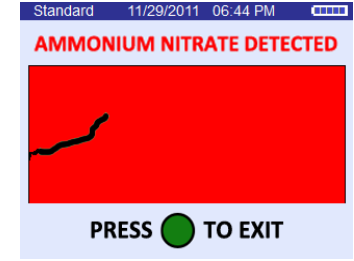 Standard 11/29/2011 06:44 PM
AMMONIUM NITRATE DETECTED
PRESS TO EXIT